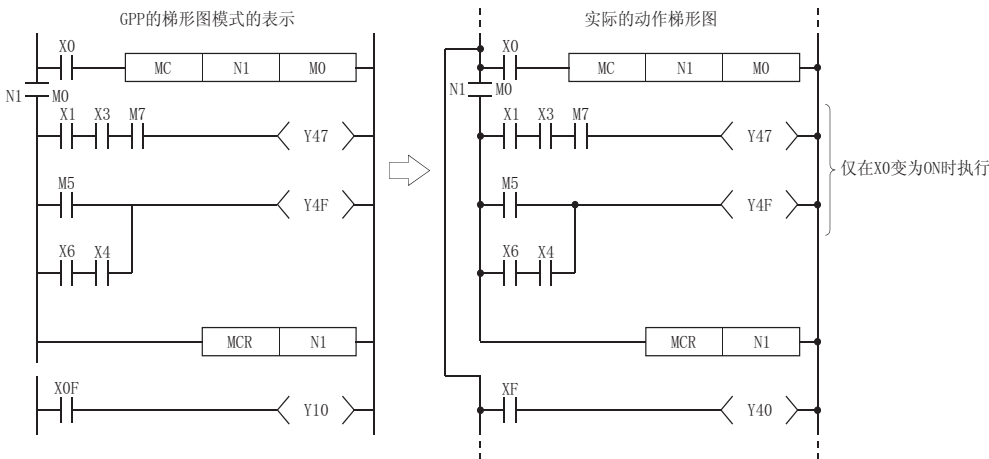 GPP的梯形图模式的表示
X0
MC N1 M0
N1 M0
X1 X3 M7
Y47
M5
Y4F
X6 X4
MCR N1
X0F
Y10
实际的动作梯形图
X0
MC N1 M0
N1 M0
X1 X3 M7
Y47
M5
Y4F
X6 X4
MCR N1
XF
Y40
仅在X0变为ON时执行